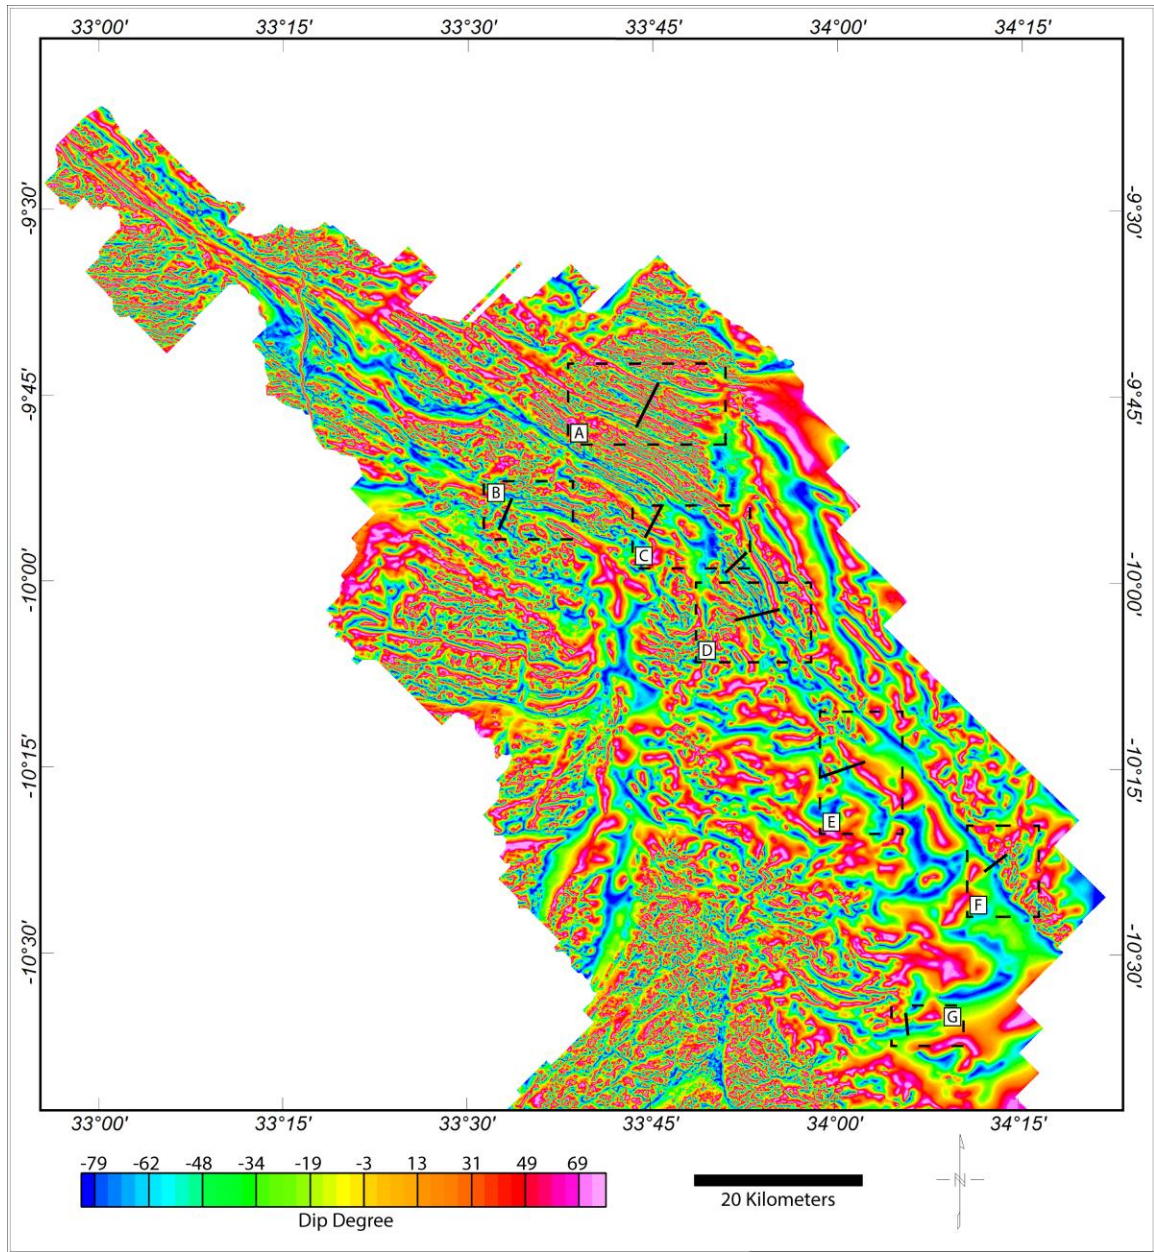 33°00' 33°15' 33°30' 33°45' 34°00' 34°15'
-9°30' -9°30'
-9°45' -9°45'
A
B
C
-10°00' -10°00'
D
-10°15' -10°15'
E
F
-10°30' -10°30'
G
33°00' 33°15' 33°30' 33°45' 34°00' 34°15'
-79 -62 -48 -34 -19 -3 13 31 49 69
Dip Degree
20 Kilometers
N